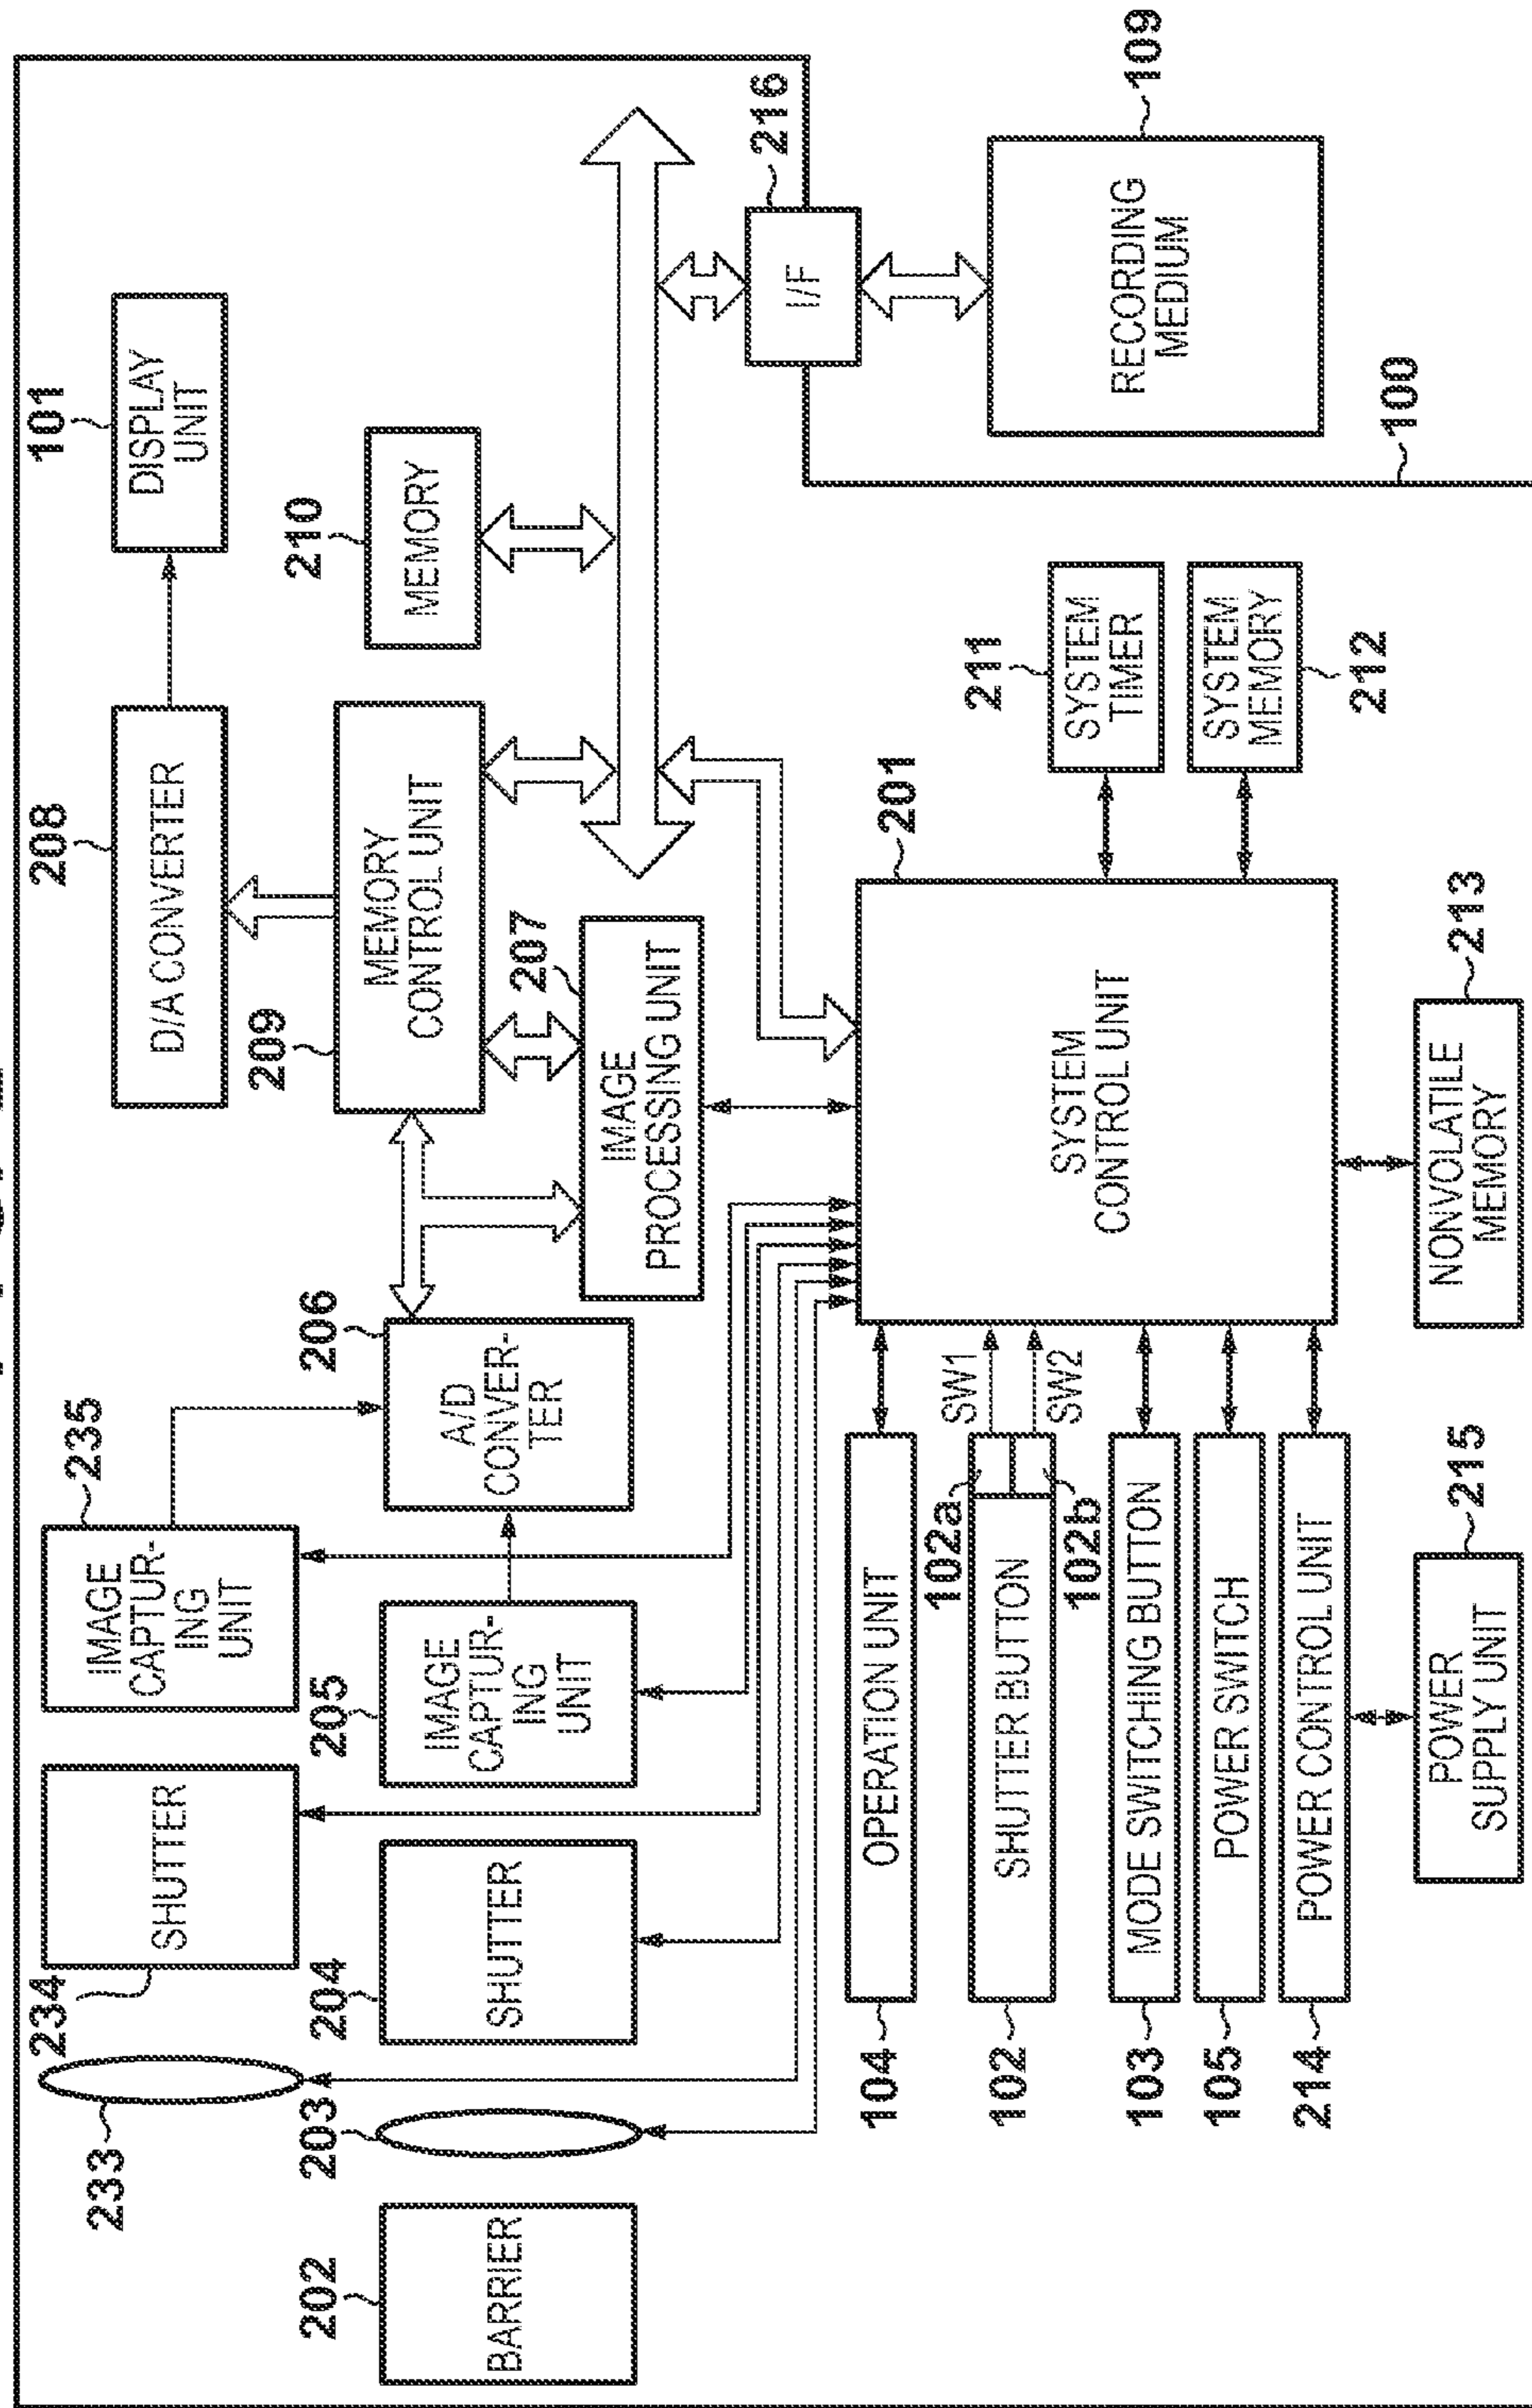 100
233
234
SHUTTER
235
IMAGE
CAPTUR-
ING
UNIT
208
D/A CONVERTER
101
DISPLAY
UNIT
202
BARRIER
203
204
SHUTTER
205
IMAGE
CAPTUR-
ING
UNIT
206
A/D
CONVER-
TER
209
MEMORY
CONTROL UNIT
210
MEMORY
207
IMAGE
PROCESSING UNIT
216
I/F
109
RECORDING
MEDIUM
104
OPERATION UNIT
102
SHUTTER BUTTON
102a
102b
SW1
SW2
103
MODE SWITCHING BUTTON
105
POWER SWITCH
214
POWER CONTROL UNIT
215
POWER
SUPPLY UNIT
201
SYSTEM
CONTROL UNIT
213
NONVOLATILE
MEMORY
211
SYSTEM
TIMER
212
SYSTEM
MEMORY